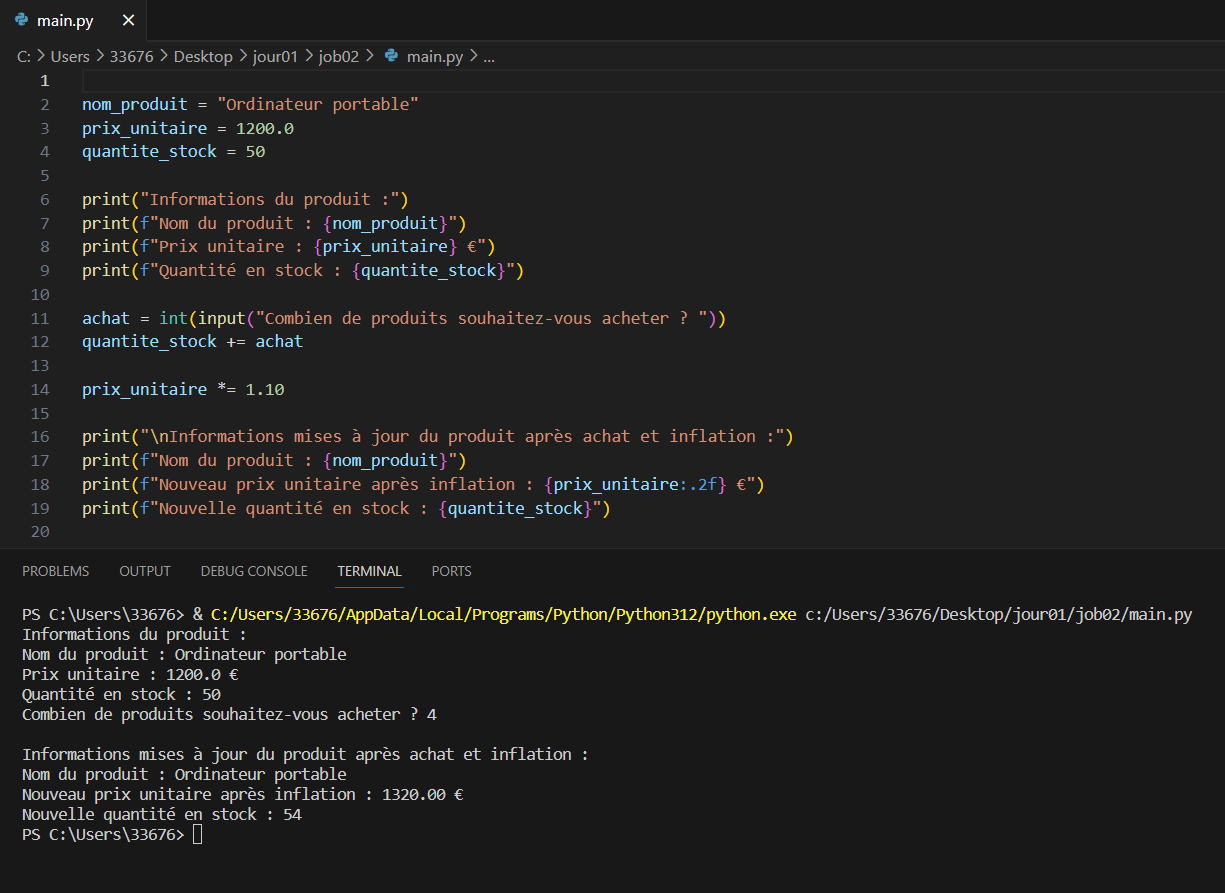 main.py
C: > Users > 33676 > Desktop > jour01 > job02 > main.py > ...
1
2 nom_produit = "Ordinateur portable"
3 prix_unitaire = 1200.0
4 quantite_stock = 50
5
6 print("Informations du produit :")
7 print(f"Nom du produit : {nom_produit}")
8 print(f"Prix unitaire : {prix_unitaire} €")
9 print(f"Quantité en stock : {quantite_stock}")
10
11 achat = int(input("Combien de produits souhaitez-vous acheter ? "))
12 quantite_stock += achat
13
14 prix_unitaire *= 1.10
15
16 print("\nInformations mises à jour du produit après achat et inflation :")
17 print(f"Nom du produit : {nom_produit}")
18 print(f"Nouveau prix unitaire après inflation : {prix_unitaire:.2f} €")
19 print(f"Nouvelle quantité en stock : {quantite_stock}")
20
PROBLEMS OUTPUT DEBUG CONSOLE TERMINAL PORTS
PS C:\Users\33676> & C:/Users/33676/AppData/Local/Programs/Python/Python312/python.exe c:/Users/33676/Desktop/jour01/job02/main.py
Informations du produit :
Nom du produit : Ordinateur portable
Prix unitaire : 1200.0 €
Quantité en stock : 50
Combien de produits souhaitez-vous acheter ? 4
Informations mises à jour du produit après achat et inflation :
Nom du produit : Ordinateur portable
Nouveau prix unitaire après inflation : 1320.00 €
Nouvelle quantité en stock : 54
PS C:\Users\33676>